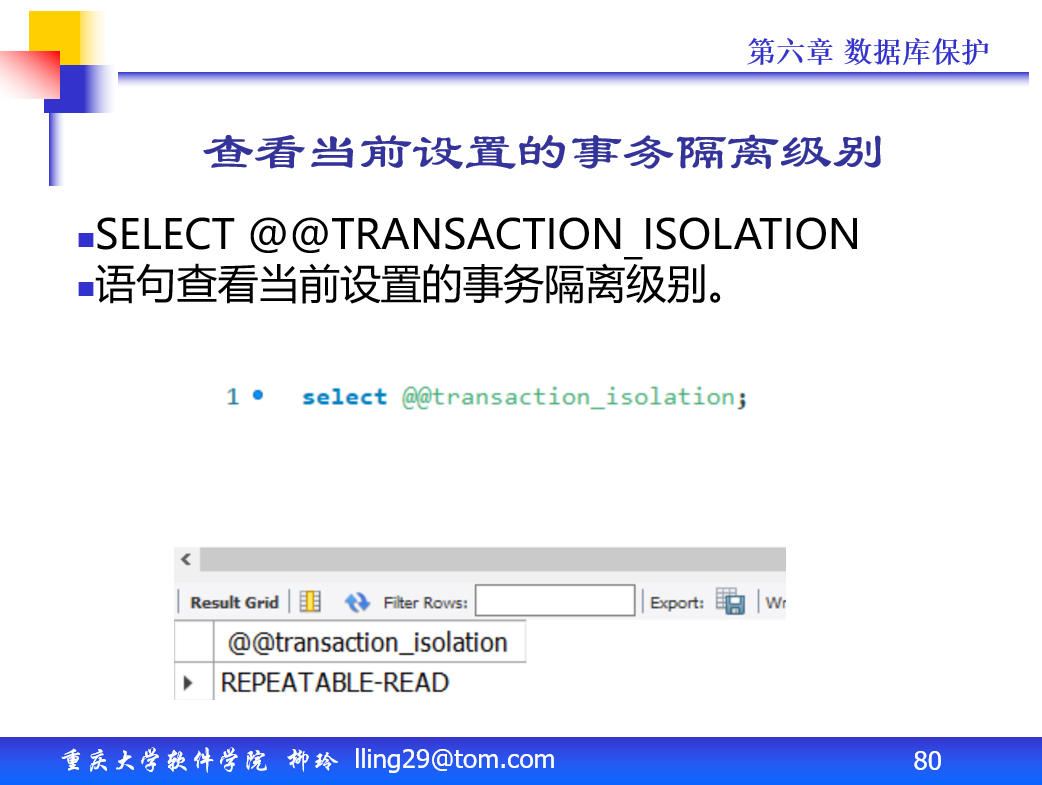 第六章 数据库保护
查看当前设置的事务隔离级别
SELECT @@TRANSACTION_ISOLATION
语句查看当前设置的事务隔离级别。
1 select @@transaction_isolation;
Result Grid Filter Rows: Export: Wr
@@transaction_isolation
REPEATABLE-READ
重庆大学软件学院 柳玲 lling29@tom.com 80